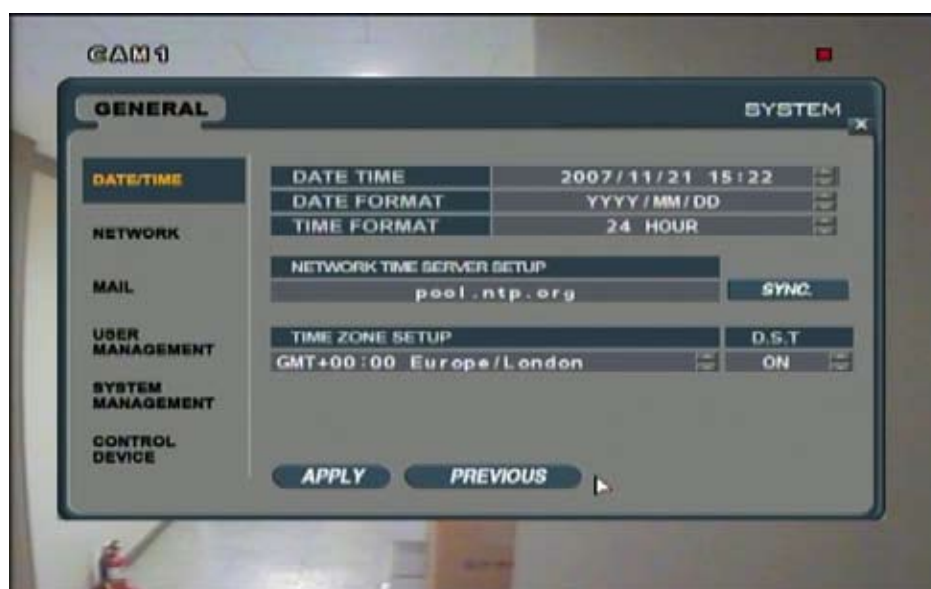 CAM 1
GENERAL
SYSTEM
DATE/TIME
NETWORK
MAIL
USER
MANAGEMENT
SYSTEM
MANAGEMENT
CONTROL
DEVICE
DATE TIME 2007/11/21 15:22
DATE FORMAT YYYY/MM/DD
TIME FORMAT 24 HOUR
NETWORK TIME SERVER SETUP
pool.ntp.org SYNC.
TIME ZONE SETUP D.S.T
GMT+00:00 Europe/London ON
APPLY PREVIOUS